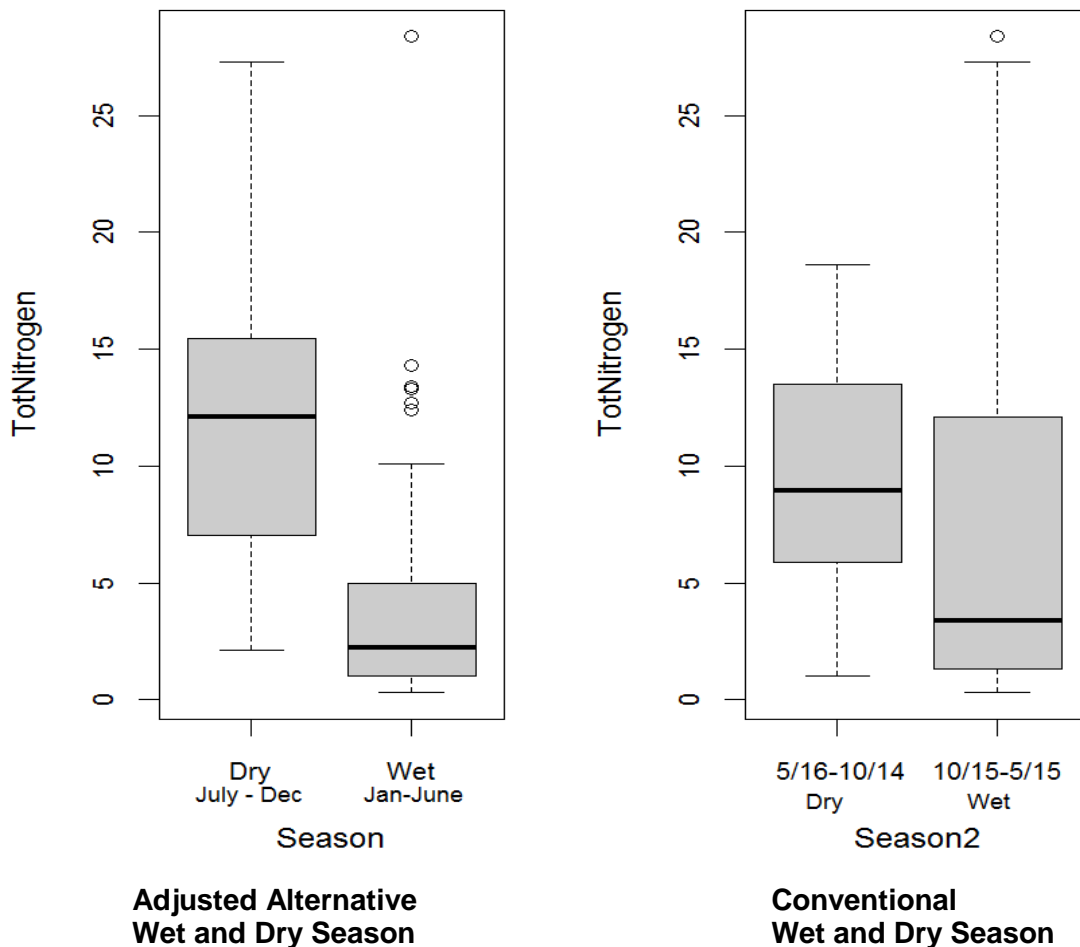 TotNitrogen
25
20
15
10
5
0
Dry
July - Dec
Wet
Jan-June
Season
Adjusted Alternative
Wet and Dry Season
TotNitrogen
25
20
15
10
5
0
5/16-10/14
Dry
10/15-5/15
Wet
Season2
Conventional
Wet and Dry Season